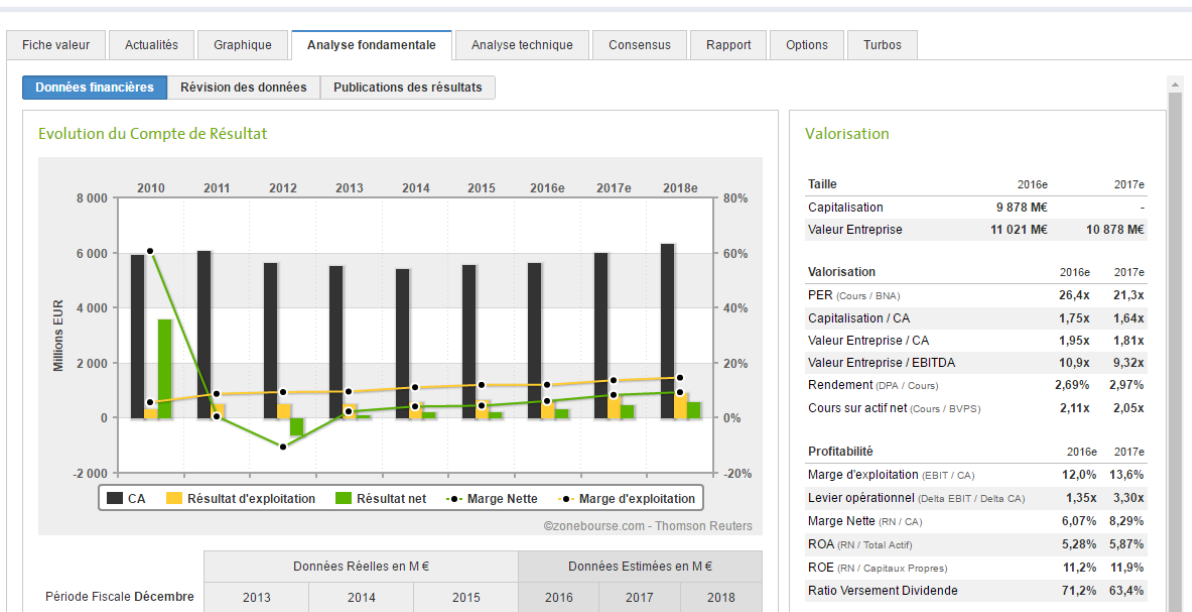 Fiche valeur Actualités Graphique Analyse fondamentale Analyse technique Consensus Rapport Options Turbos
Données financières Révision des données Publications des résultats
Evolution du Compte de Résultat
2010 2011 2012 2013 2014 2015 2016e 2017e 2018e
8 000 80%
6 000 60%
4 000 40%
2 000 20%
0 0%
-2 000 -20%
Millions EUR
CA Résultat d'exploitation Résultat net Marge Nette Marge d'exploitation
©zonebourse.com - Thomson Reuters
Données Réelles en M € Données Estimées en M €
Période Fiscale Décembre 2013 2014 2015 2016 2017 2018
Valorisation
Taille 2016e 2017e
Capitalisation 9 878 M€ -
Valeur Entreprise 11 021 M€ 10 878 M€
Valorisation 2016e 2017e
PER (Cours / BNA) 26,4x 21,3x
Capitalisation / CA 1,75x 1,64x
Valeur Entreprise / CA 1,95x 1,81x
Valeur Entreprise / EBITDA 10,9x 9,32x
Rendement (DPA / Cours) 2,69% 2,97%
Cours sur actif net (Cours / BVPS) 2,11x 2,05x
Profitabilité 2016e 2017e
Marge d'exploitation (EBIT / CA) 12,0% 13,6%
Levier opérationnel (Delta EBIT / Delta CA) 1,35x 3,30x
Marge Nette (RN / CA) 6,07% 8,29%
ROA (RN / Total Actif) 5,28% 5,87%
ROE (RN / Capitaux Propres) 11,2% 11,9%
Ratio Versement Dividende 71,2% 63,4%